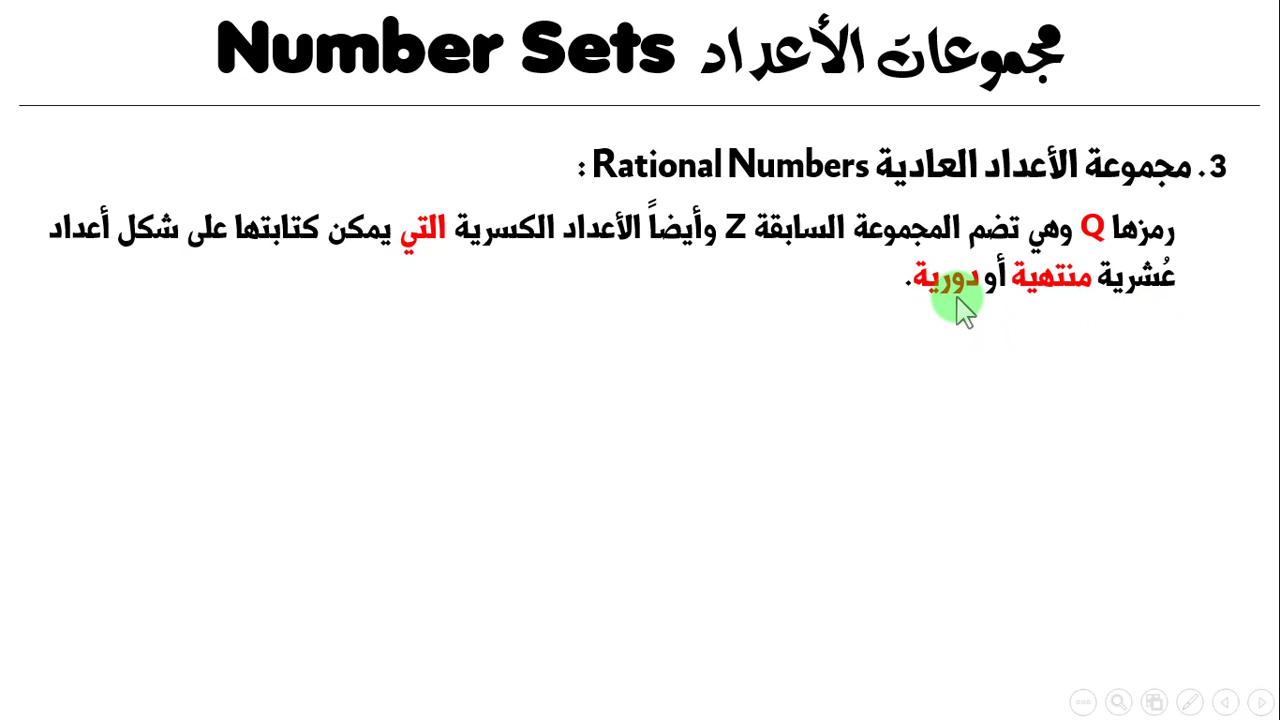 مجموعات الأعداد Number Sets
3. مجموعة الأعداد العادية Rational Numbers :
رمزها Q وهي تضم المجموعة السابقة Z وأيضاً الأعداد الكسرية التي يمكن كتابتها على شكل أعداد
عُشرية منتهية أو دورية.